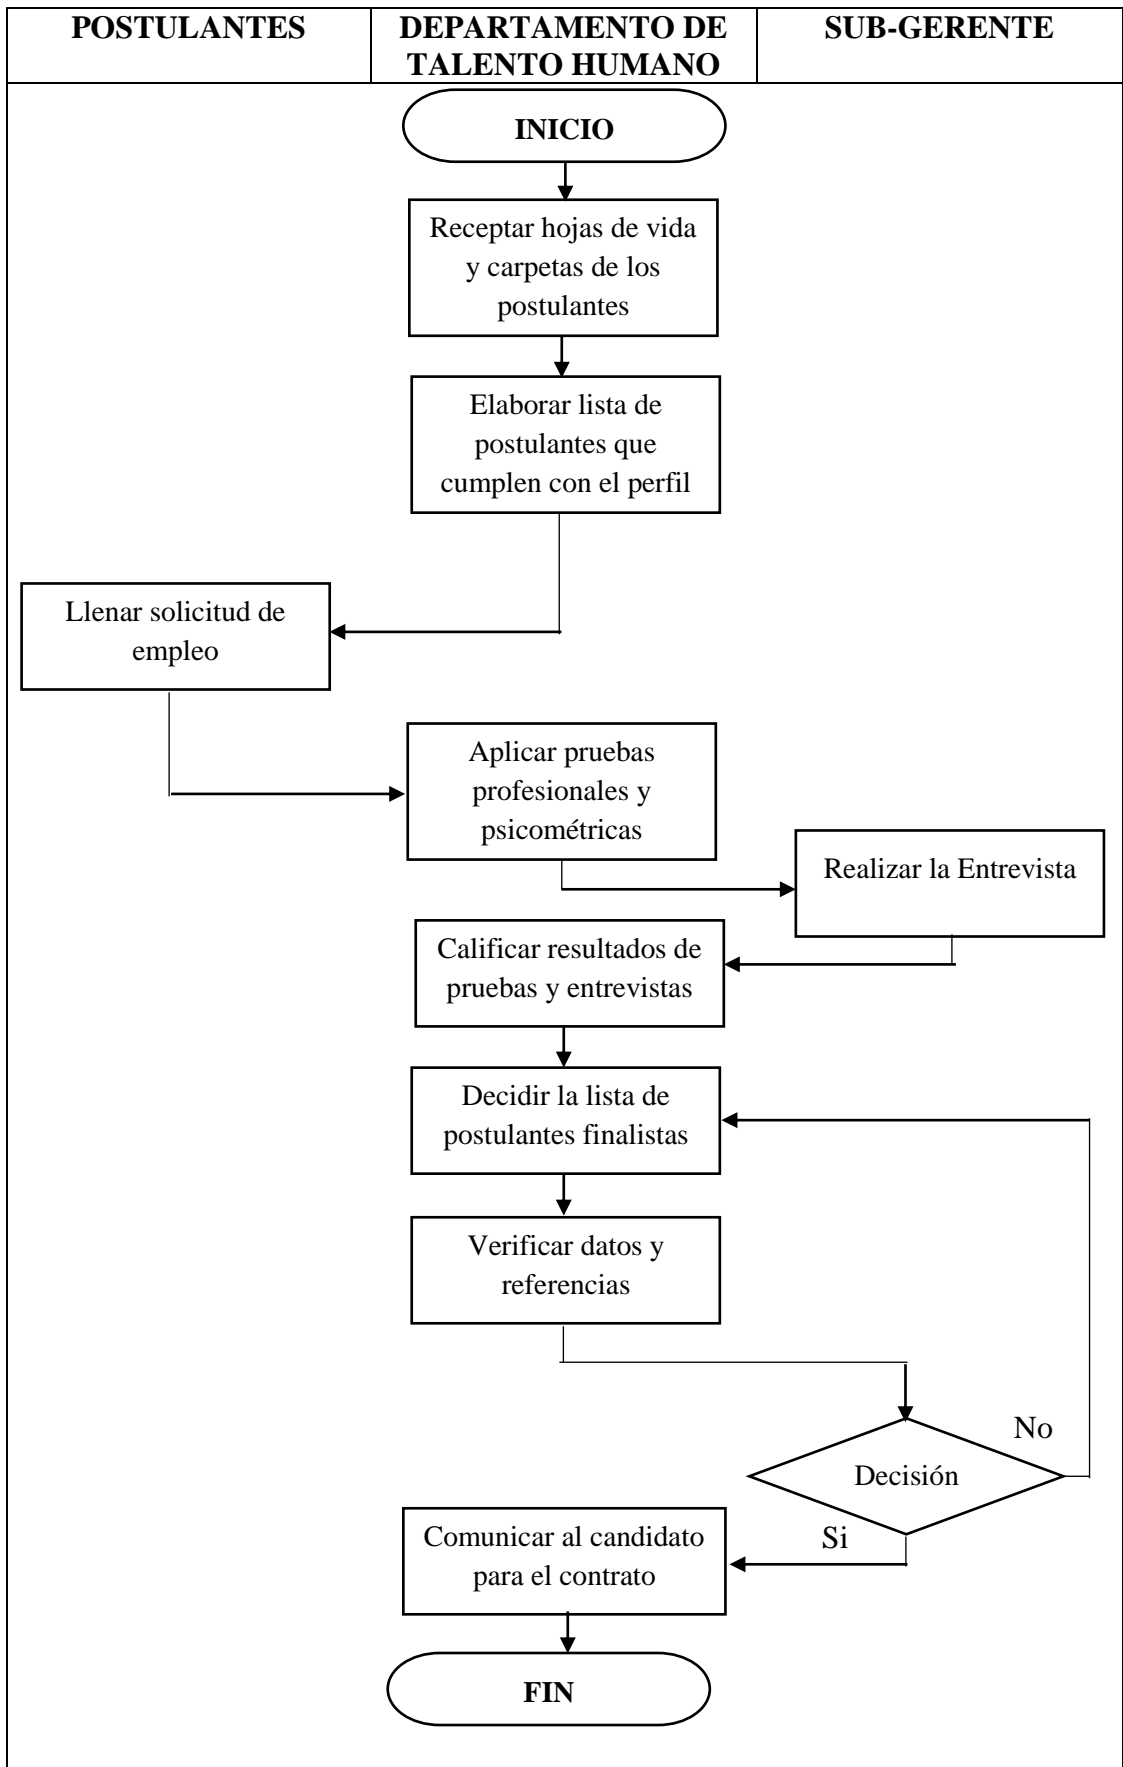 POSTULANTES
DEPARTAMENTO DE
TALENTO HUMANO
SUB-GERENTE
INICIO
Receptar hojas de vida
y carpetas de los
postulantes
Elaborar lista de
postulantes que
cumplen con el perfil
Llenar solicitud de
empleo
Aplicar pruebas
profesionales y
psicométricas
Realizar la Entrevista
Calificar resultados de
pruebas y entrevistas
Decidir la lista de
postulantes finalistas
Verificar datos y
referencias
No
Decisión
Si
Comunicar al candidato
para el contrato
FIN